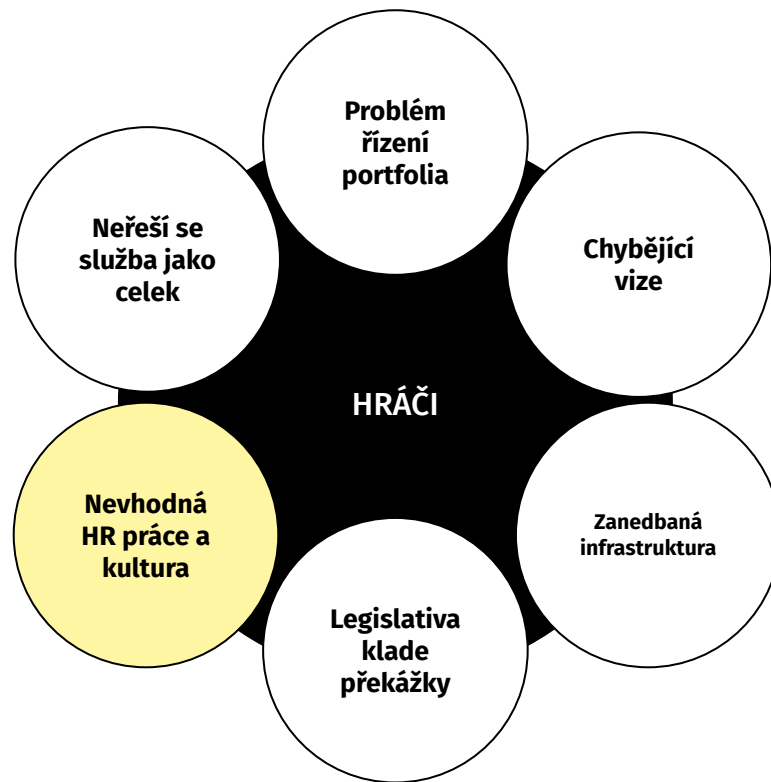 Problém
řízení
portfolia
Neřeší se
služba jako
celek
Chybějící
vize
HRÁČI
Nevhodná
HR práce a
kultura
Zanedbaná
infrastruktura
Legislativa
klade
překážky